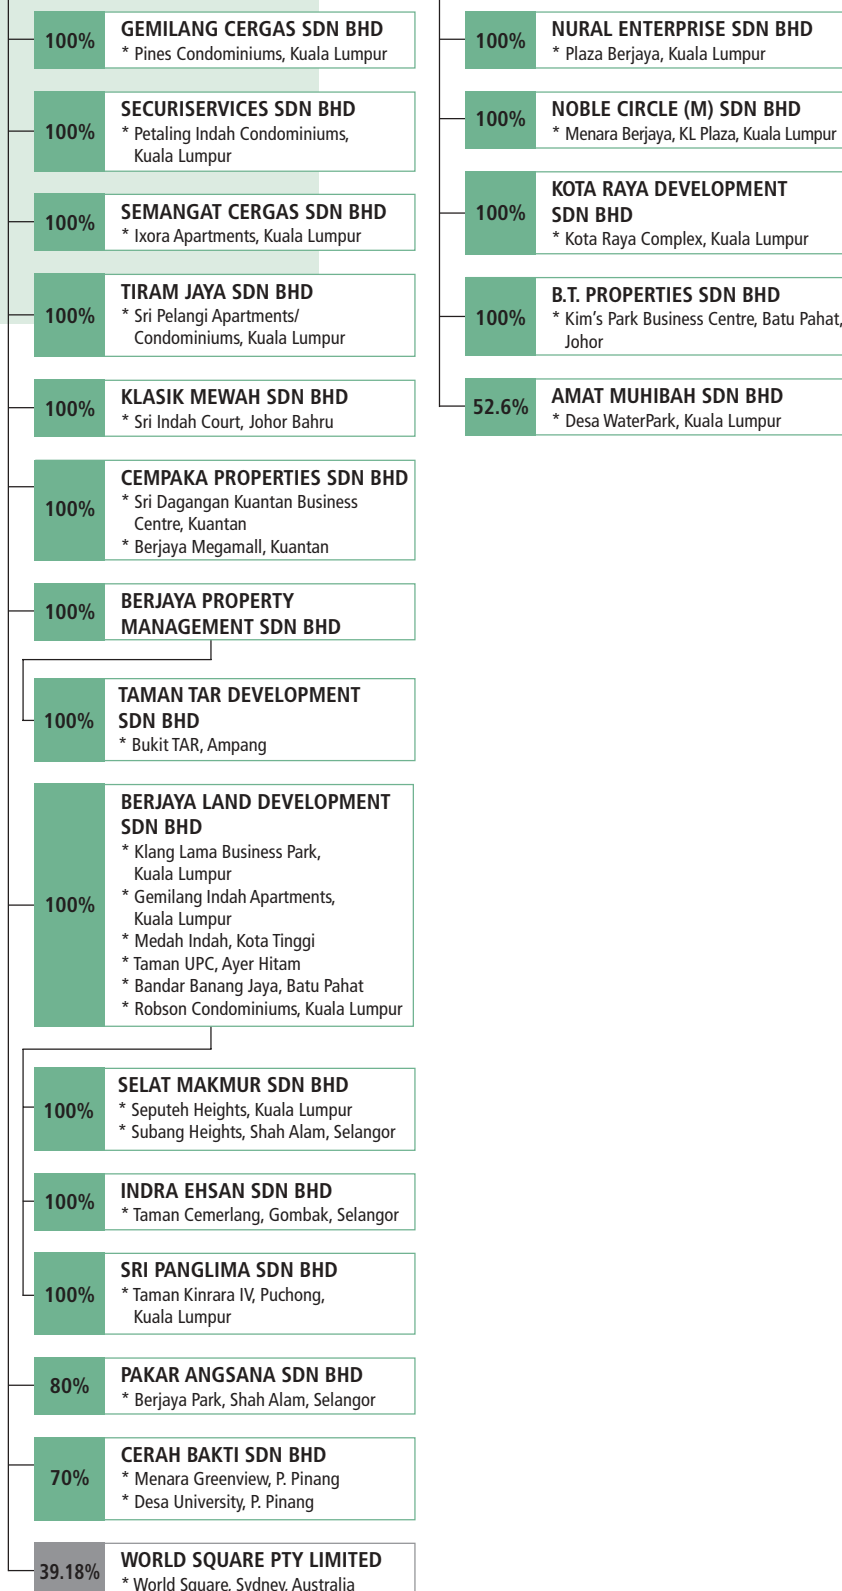 100%
GEMILANG CERGAS SDN BHD
* Pines Condominiums, Kuala Lumpur
100%
SECURISERVICES SDN BHD
* Petaling Indah Condominiums,
Kuala Lumpur
100%
SEMANGAT CERGAS SDN BHD
* Ixora Apartments, Kuala Lumpur
100%
TIRAM JAYA SDN BHD
* Sri Pelangi Apartments/
Condominiums, Kuala Lumpur
100%
KLASIK MEWAH SDN BHD
* Sri Indah Court, Johor Bahru
100%
CEMPAKA PROPERTIES SDN BHD
* Sri Dagangan Kuantan Business
Centre, Kuantan
* Berjaya Megamall, Kuantan
100%
BERJAYA PROPERTY
MANAGEMENT SDN BHD
100%
TAMAN TAR DEVELOPMENT
SDN BHD
* Bukit TAR, Ampang
100%
BERJAYA LAND DEVELOPMENT
SDN BHD
* Klang Lama Business Park,
Kuala Lumpur
* Gemilang Indah Apartments,
Kuala Lumpur
* Medah Indah, Kota Tinggi
* Taman UPC, Ayer Hitam
* Bandar Banang Jaya, Batu Pahat
* Robson Condominiums, Kuala Lumpur
100%
SELAT MAKMUR SDN BHD
* Seputeh Heights, Kuala Lumpur
* Subang Heights, Shah Alam, Selangor
100%
INDRA EHSAN SDN BHD
* Taman Cemerlang, Gombak, Selangor
100%
SRI PANGLIMA SDN BHD
* Taman Kinrara IV, Puchong,
Kuala Lumpur
80%
PAKAR ANGSANA SDN BHD
* Berjaya Park, Shah Alam, Selangor
70%
CERAH BAKTI SDN BHD
* Menara Greenview, P. Pinang
* Desa University, P. Pinang
39.18%
WORLD SQUARE PTY LIMITED
* World Square, Sydney, Australia
100%
NURAL ENTERPRISE SDN BHD
* Plaza Berjaya, Kuala Lumpur
100%
NOBLE CIRCLE (M) SDN BHD
* Menara Berjaya, KL Plaza, Kuala Lumpur
100%
KOTA RAYA DEVELOPMENT
SDN BHD
* Kota Raya Complex, Kuala Lumpur
100%
B.T. PROPERTIES SDN BHD
* Kim's Park Business Centre, Batu Pahat,
Johor
52.6%
AMAT MUHIBAH SDN BHD
* Desa WaterPark, Kuala Lumpur